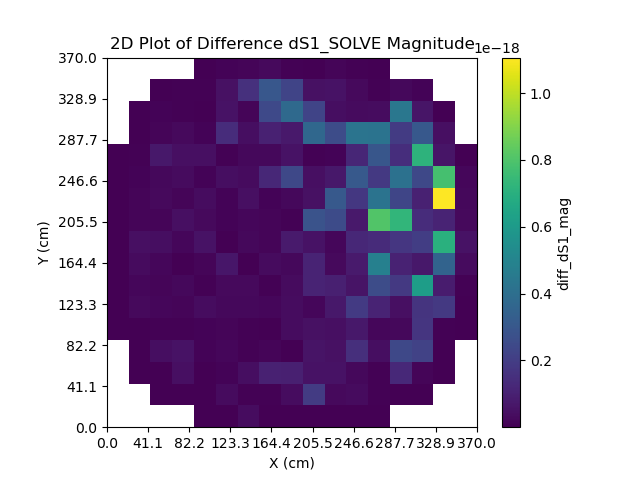 2D Plot of Difference dS1_SOLVE Magnitude
1e−18
370.0
328.9
287.7
246.6
205.5
164.4
123.3
82.2
41.1
0.0
Y (cm)
0.0 41.1 82.2 123.3 164.4 205.5 246.6 287.7 328.9 370.0
X (cm)
1.0
0.8
0.6
0.4
0.2
diff_dS1_mag